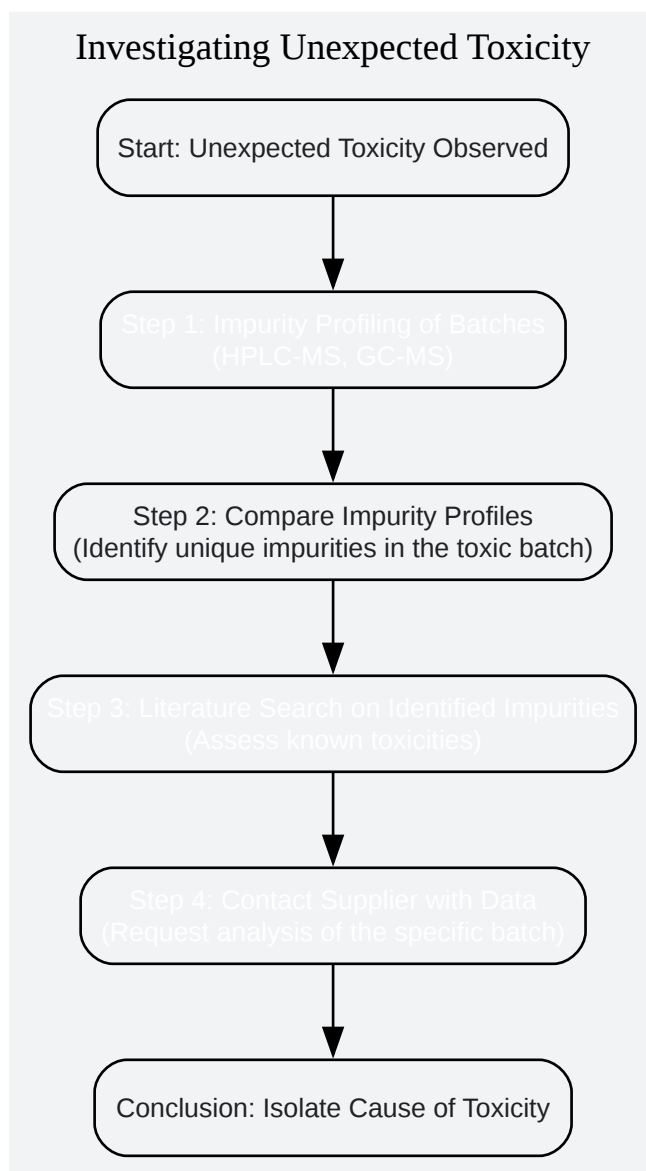 Investigating Unexpected Toxicity
Start: Unexpected Toxicity Observed
Step 1: Impurity Profiling of Batches
(HPLC-MS, GC-MS)
Step 2: Compare Impurity Profiles
(Identify unique impurities in the toxic batch)
Step 3: Literature Search on Identified Impurities
(Assess known toxicities)
Step 4: Contact Supplier with Data
(Request analysis of the specific batch)
Conclusion: Isolate Cause of Toxicity